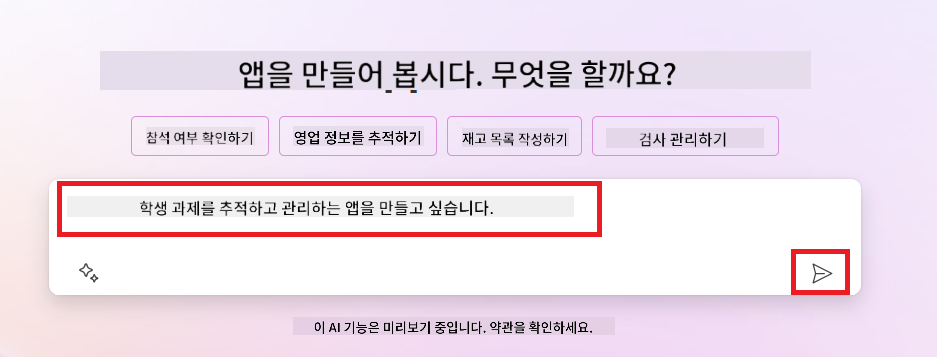 앱을 만들어 봅시다. 무엇을 할까요?
참석 여부 확인하기 영업 정보를 추적하기 재고 목록 작성하기 검사 관리하기
학생 과제를 추적하고 관리하는 앱을 만들고 싶습니다.
이 AI 기능은 미리보기 중입니다. 약관을 확인하세요.